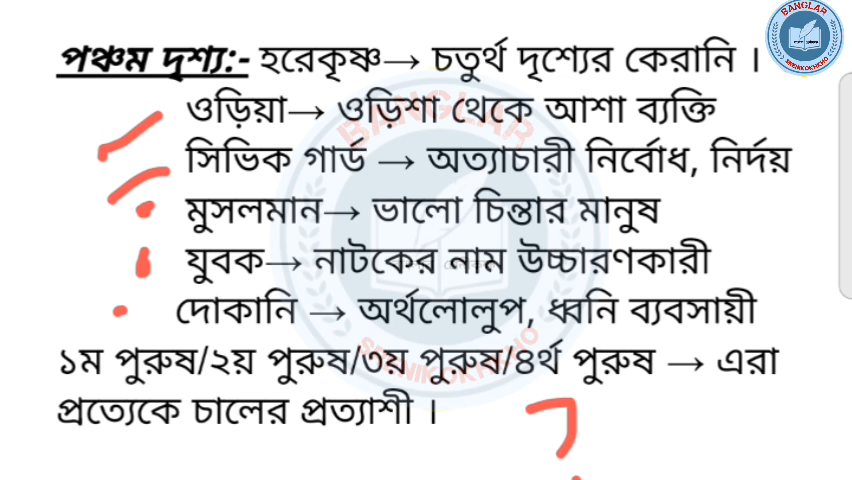 BANGLAR
SHIKKOKHCHO
পঞ্চম দৃশ্য:- হরেকৃষ্ণ→ চতুর্থ দৃশ্যের কেরানি ।
ওড়িয়া→ ওড়িশা থেকে আশা ব্যক্তি
সিভিক গার্ড → অত্যাচারী নির্বোধ, নির্দয়
মুসলমান→ ভালো চিন্তার মানুষ
যুবক→ নাটকের নাম উচ্চারণকারী
দোকানি → অর্থলোলুপ, ধ্বনি ব্যবসায়ী
১ম পুরুষ/২য় পুরুষ/৩য় পুরুষ/৪র্থ পুরুষ → এরা
প্রত্যেকে চালের প্রত্যাশী ।